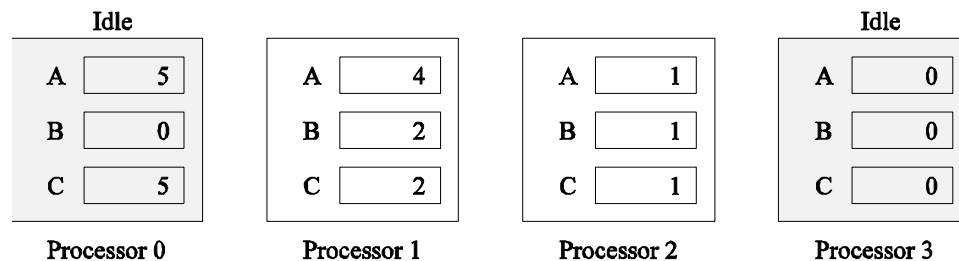 Idle Idle
A 5 A 4 A 1 A 0
B 0 B 2 B 1 B 0
C 5 C 2 C 1 C 0
Processor 0 Processor 1 Processor 2 Processor 3